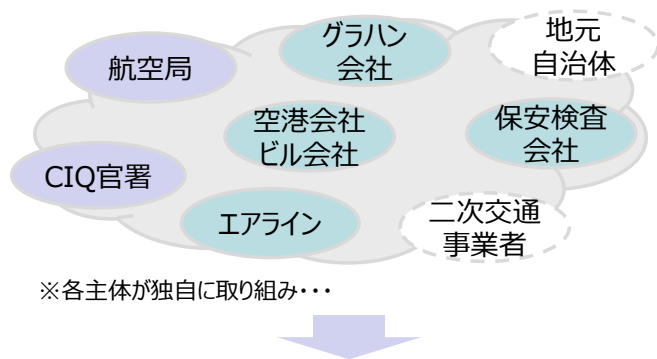 グラハン
会社
地元
自治体
航空局
空港会社
ビル会社
保安検査
会社
CIQ官署
エアライン
二次交通
事業者
※各主体が独自に取り組み・・・